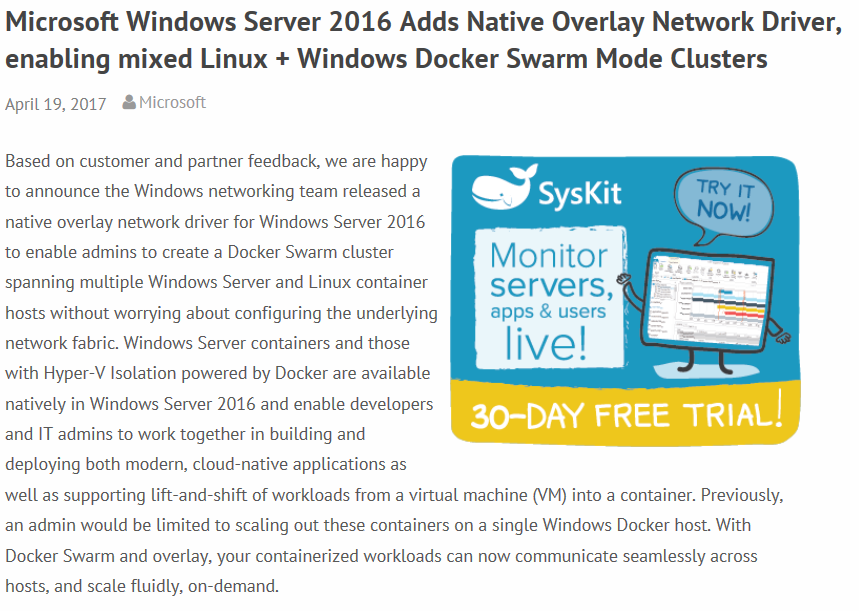 Microsoft Windows Server 2016 Adds Native Overlay Network Driver,
enabling mixed Linux + Windows Docker Swarm Mode Clusters
April 19, 2017 Microsoft
Based on customer and partner feedback, we are happy
to announce the Windows networking team released a
native overlay network driver for Windows Server 2016
to enable admins to create a Docker Swarm cluster
spanning multiple Windows Server and Linux container
hosts without worrying about configuring the underlying
network fabric. Windows Server containers and those
with Hyper-V Isolation powered by Docker are available
natively in Windows Server 2016 and enable developers
and IT admins to work together in building and
deploying both modern, cloud-native applications as
well as supporting lift-and-shift of workloads from a virtual machine (VM) into a container. Previously,
an admin would be limited to scaling out these containers on a single Windows Docker host. With
Docker Swarm and overlay, your containerized workloads can now communicate seamlessly across
hosts, and scale fluidly, on-demand.
SysKit
TRY IT
NOW!
Monitor
servers,
apps & users
live!
30-DAY FREE TRIAL!